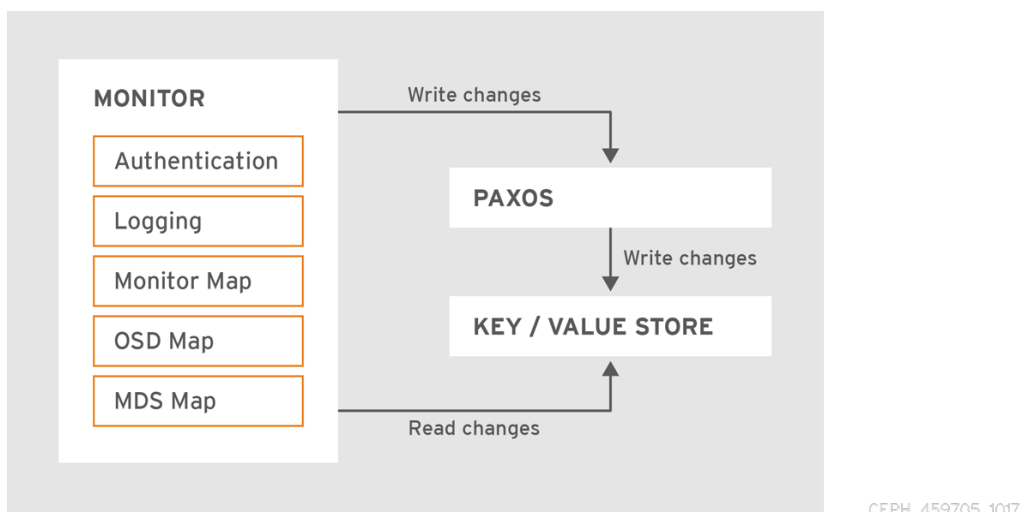 MONITOR
Authentication
Logging
Monitor Map
OSD Map
MDS Map
Write changes
PAXOS
Write changes
KEY / VALUE STORE
Read changes
CEPH_459705_1017